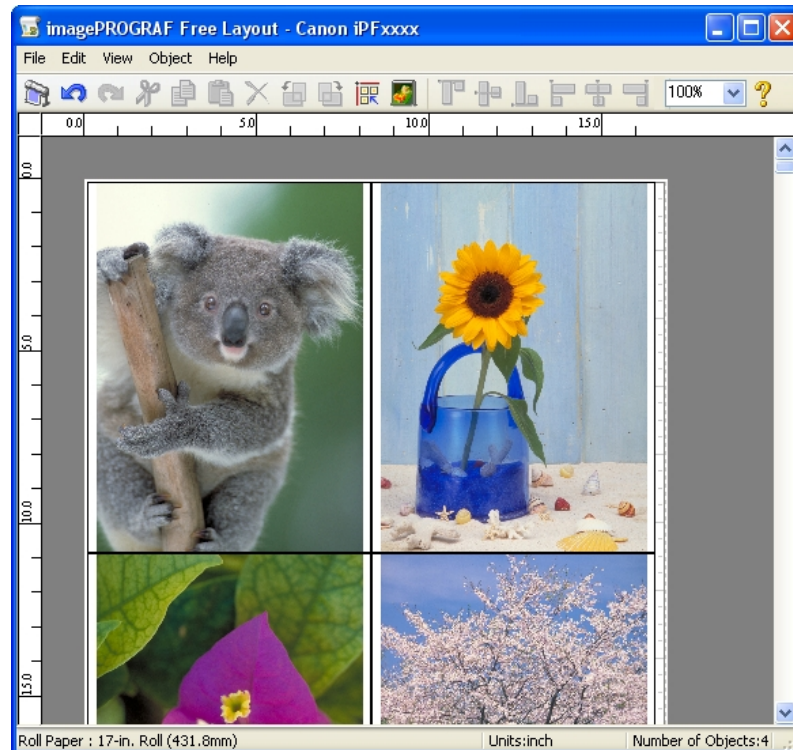 imagePROGRAF Free Layout - Canon iPFxxxx
File Edit View Object Help
100%
0.0 5.0 10.0 15.0
0.0
5.0
10.0
15.0
Roll Paper : 17-in. Roll (431.8mm) Units:inch Number of Objects:4